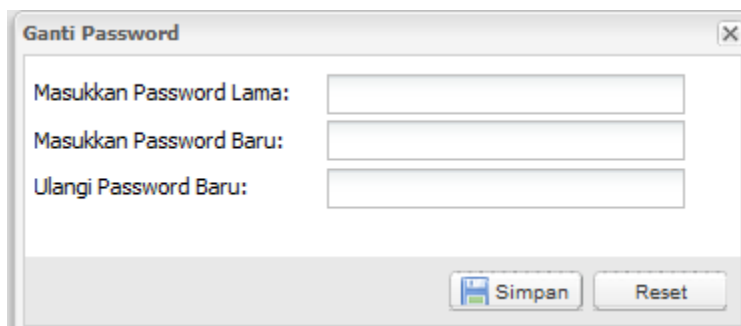 Ganti Password
Masukkan Password Lama:
Masukkan Password Baru:
Ulangi Password Baru:
Simpan Reset